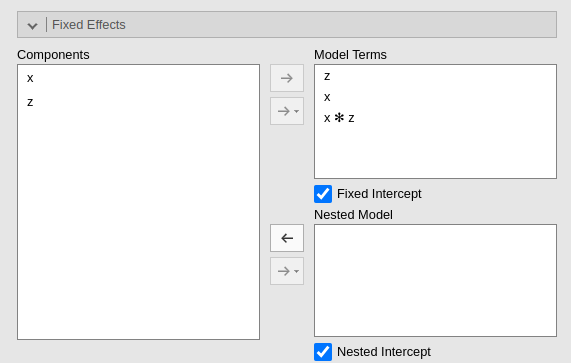 Fixed Effects
Components
x
z
Model Terms
z
x
x ✻ z
Fixed Intercept
Nested Model
Nested Intercept